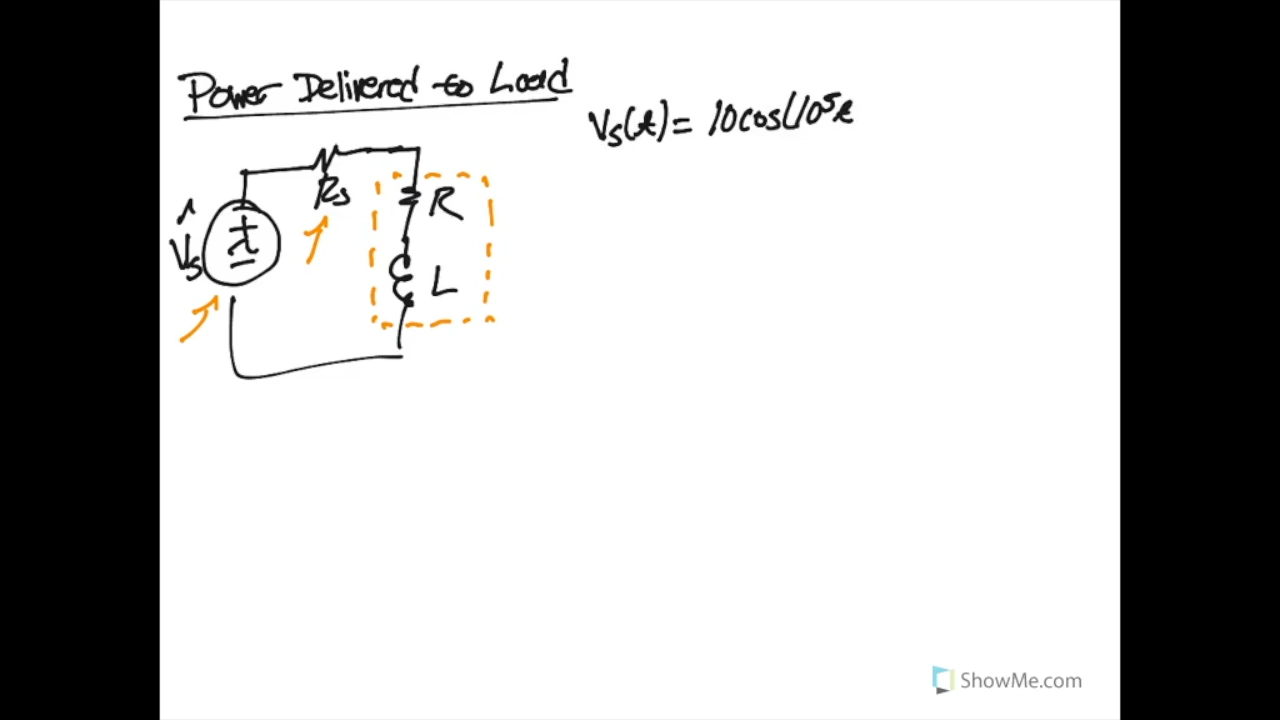 Power Delivered to Load
Vs(t) = 10cos(10⁵t
Rs
R
^
Vs
+
−
L
ShowMe.com